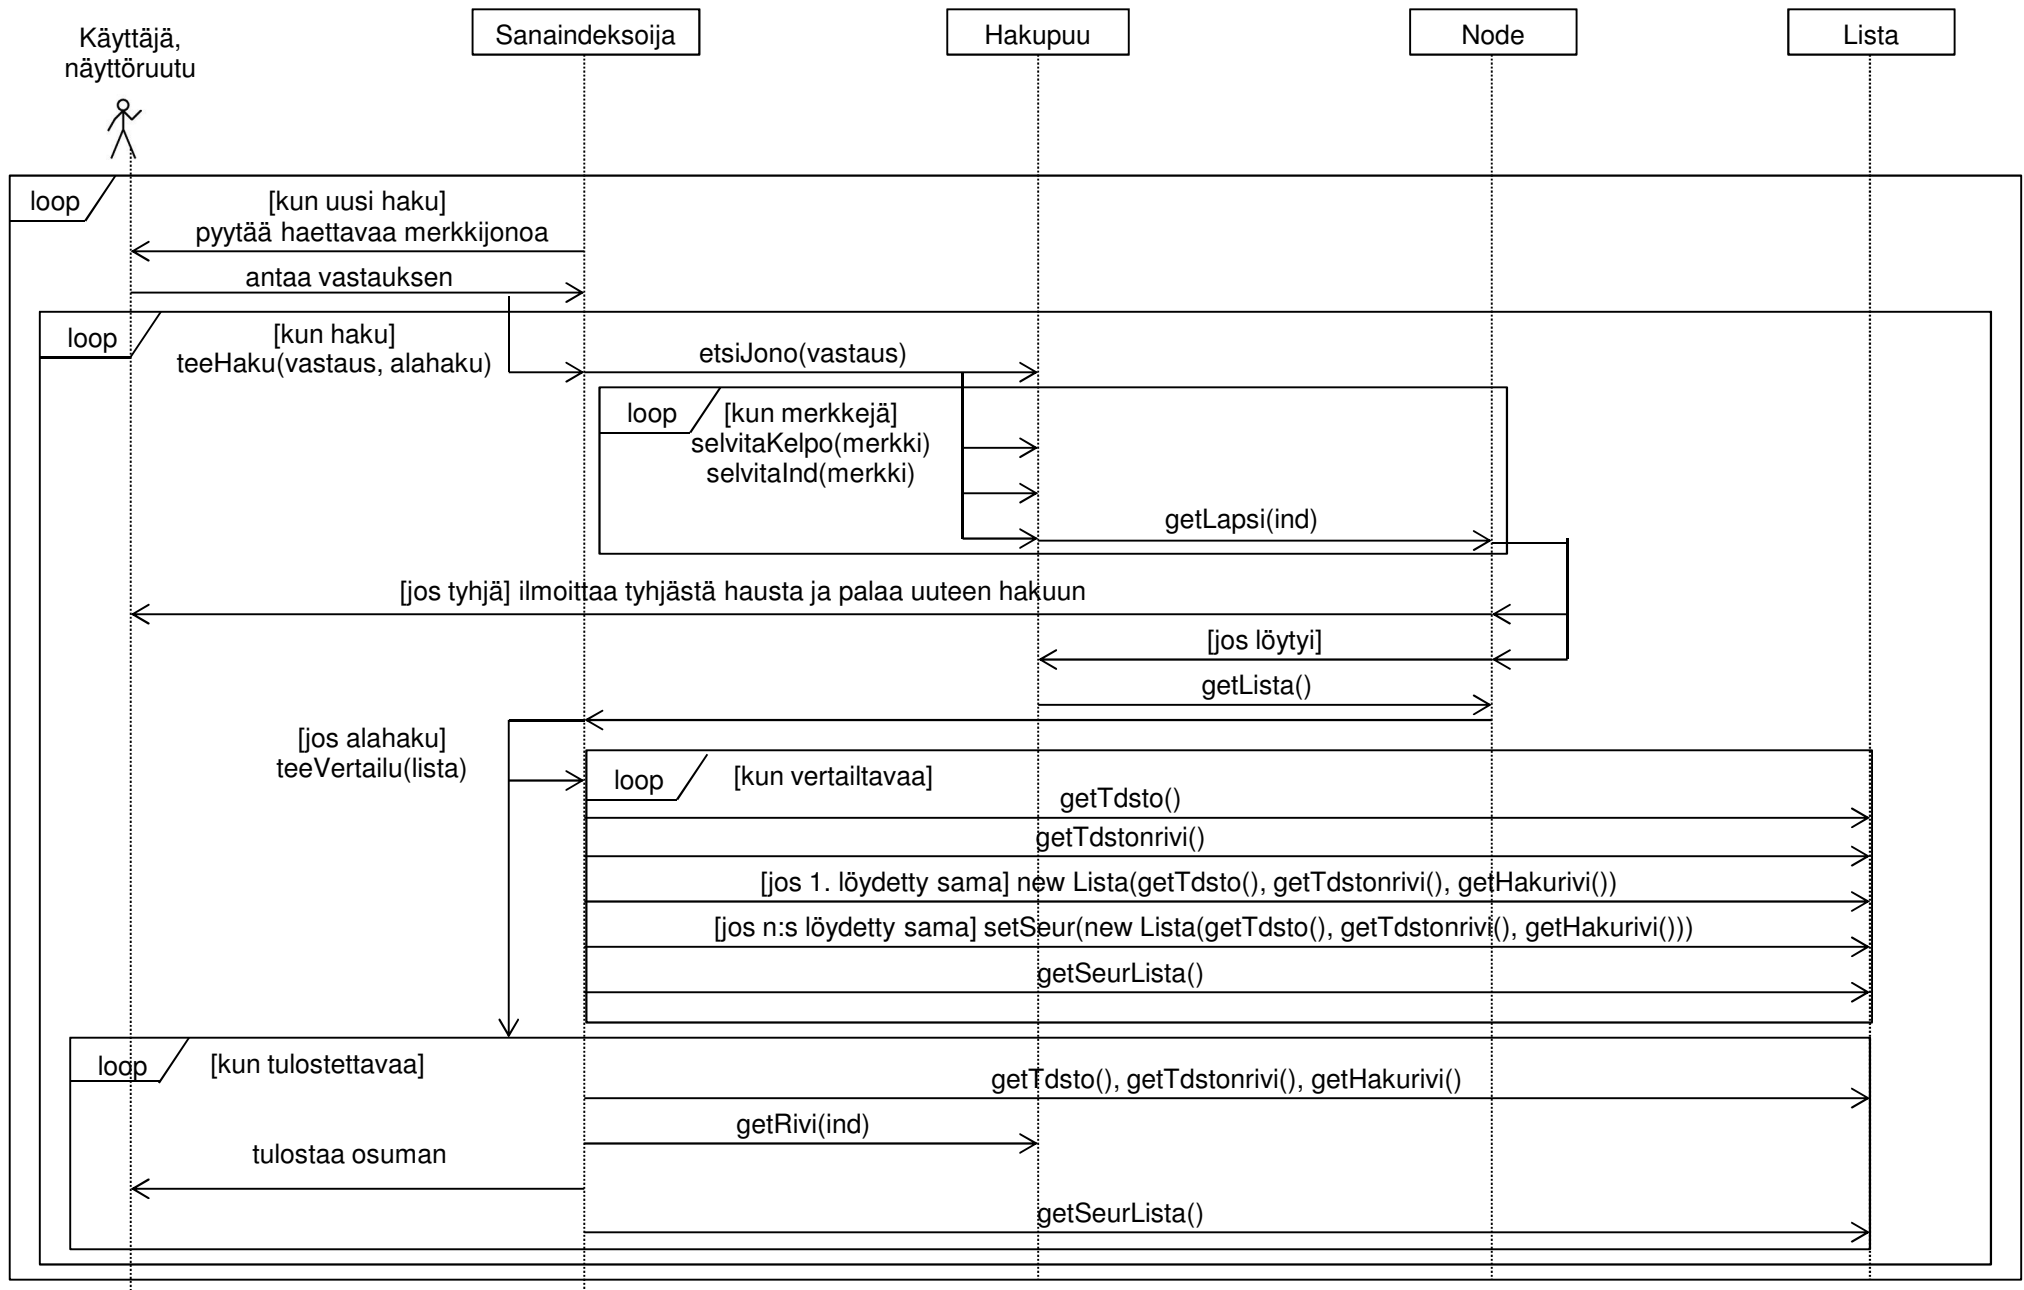 Käyttäjä,
näyttöruutu
Sanaindeksoija
Hakupuu
Node
Lista
loop
[kun uusi haku]
pyytää haettavaa merkkijonoa
antaa vastauksen
loop
[kun haku]
teeHaku(vastaus, alahaku)
etsiJono(vastaus)
loop
[kun merkkejä]
selvitaKelpo(merkki)
selvitaInd(merkki)
getLapsi(ind)
[jos tyhjä] ilmoittaa tyhjästä hausta ja palaa uuteen hakuun
[jos löytyi]
getLista()
[jos alahaku]
teeVertailu(lista)
loop
[kun vertailtavaa]
getTdsto()
getTdstonrivi()
[jos 1. löydetty sama] new Lista(getTdsto(), getTdstonrivi(), getHakurivi())
[jos n:s löydetty sama] setSeur(new Lista(getTdsto(), getTdstonrivi(), getHakurivi()))
getSeurLista()
loop
[kun tulostettavaa]
getTdsto(), getTdstonrivi(), getHakurivi()
getRivi(ind)
tulostaa osuman
getSeurLista()